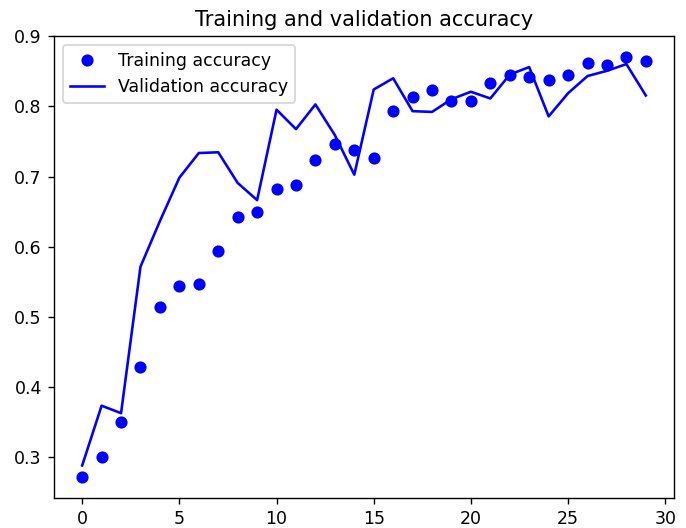 Training and validation accuracy
0.9
Training accuracy
Validation accuracy
0.8
0.7
0.6
0.5
0.4
0.3
0 5 10 15 20 25 30